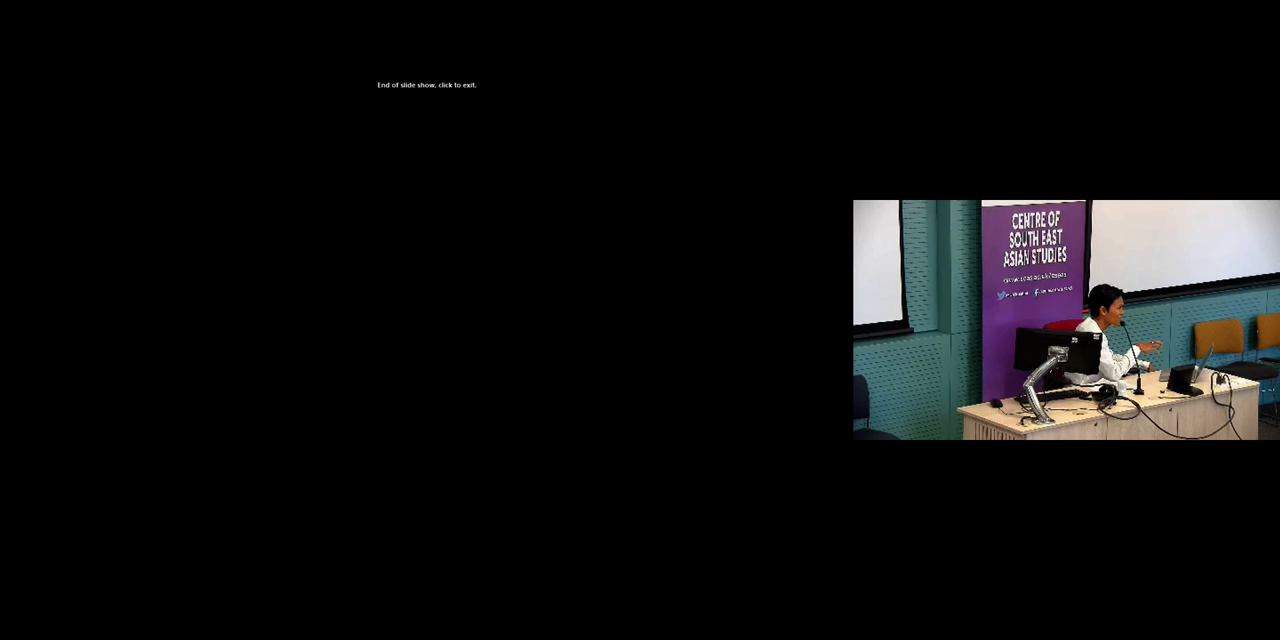 End of slide show, click to exit.
CENTRE OF
SOUTH EAST
ASIAN STUDIES